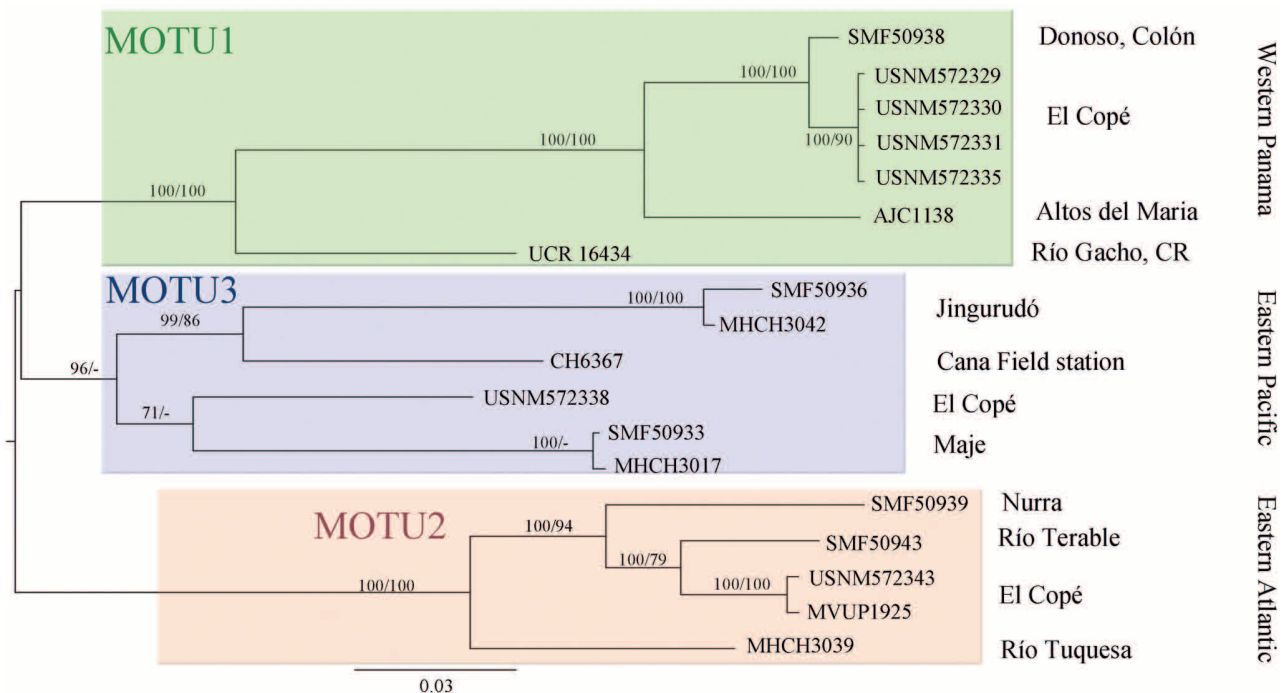 MOTU1
SMF50938 Donoso, Colón
100/100 USNM572329
USNM572330 El Copé
100/100 100/90 USNM572331
USNM572335
100/100
AJC1138 Altos del Maria
UCR 16434 Río Gacho, CR
Western Panama
MOTU3
SMF50936 Jingurudó
100/100
MHCH3042
99/86
CH6367 Cana Field station
96/-
USNM572338 El Copé
71/-
SMF50933 Maje
100/-
MHCH3017
Eastern Pacific
MOTU2
SMF50939 Nurra
100/94
SMF50943 Río Terable
100/79
USNM572343 El Copé
100/100 100/100
MVUP1925
MHCH3039 Río Tuquesa
Eastern Atlantic
0.03